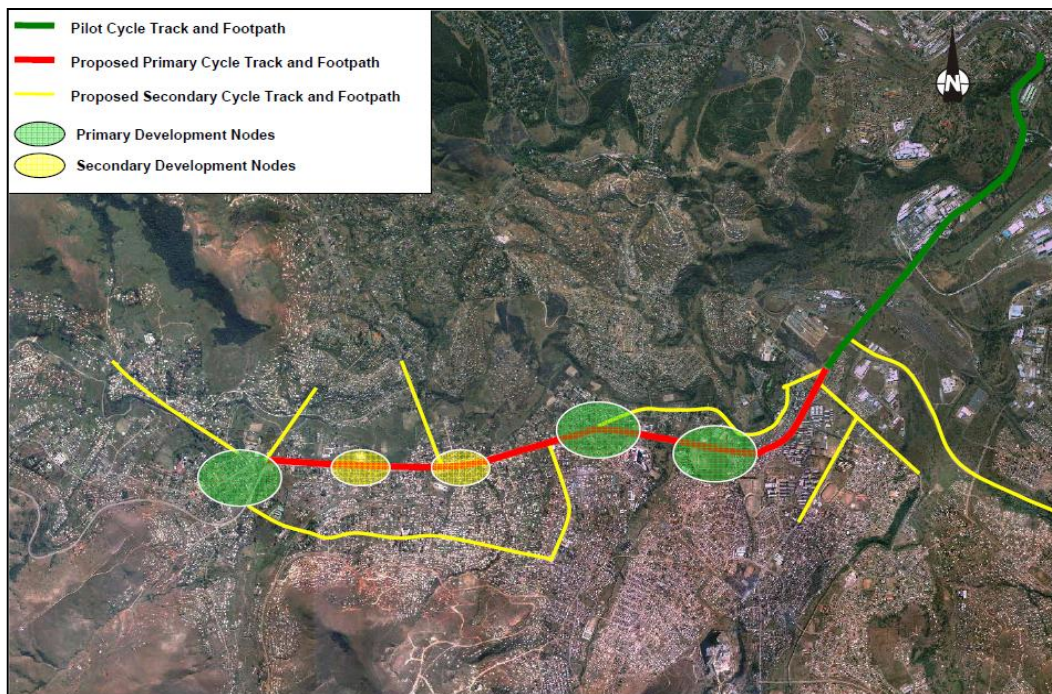 Pilot Cycle Track and Footpath
Proposed Primary Cycle Track and Footpath
Proposed Secondary Cycle Track and Footpath
Primary Development Nodes
Secondary Development Nodes
N